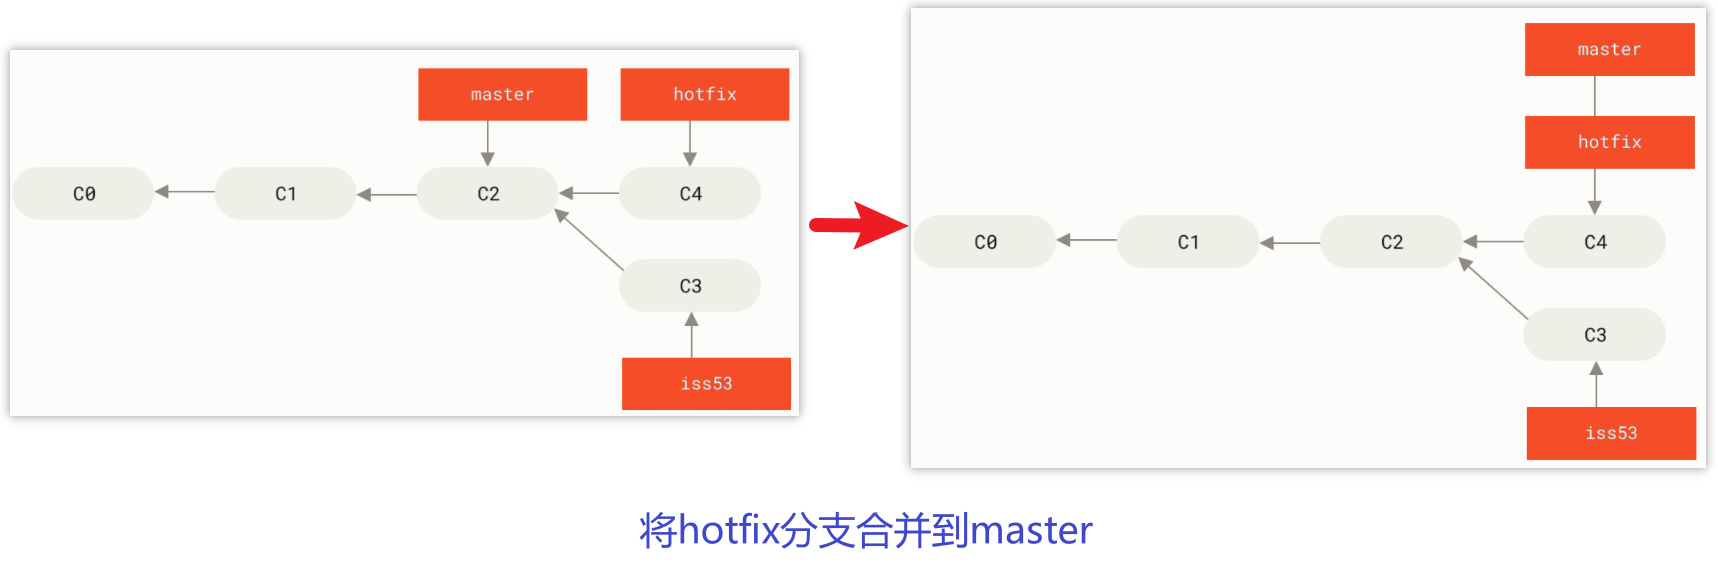 master
hotfix
C0
C1
C2
C4
C3
iss53
master
hotfix
C0
C1
C2
C4
C3
iss53
将hotfix分支合并到master